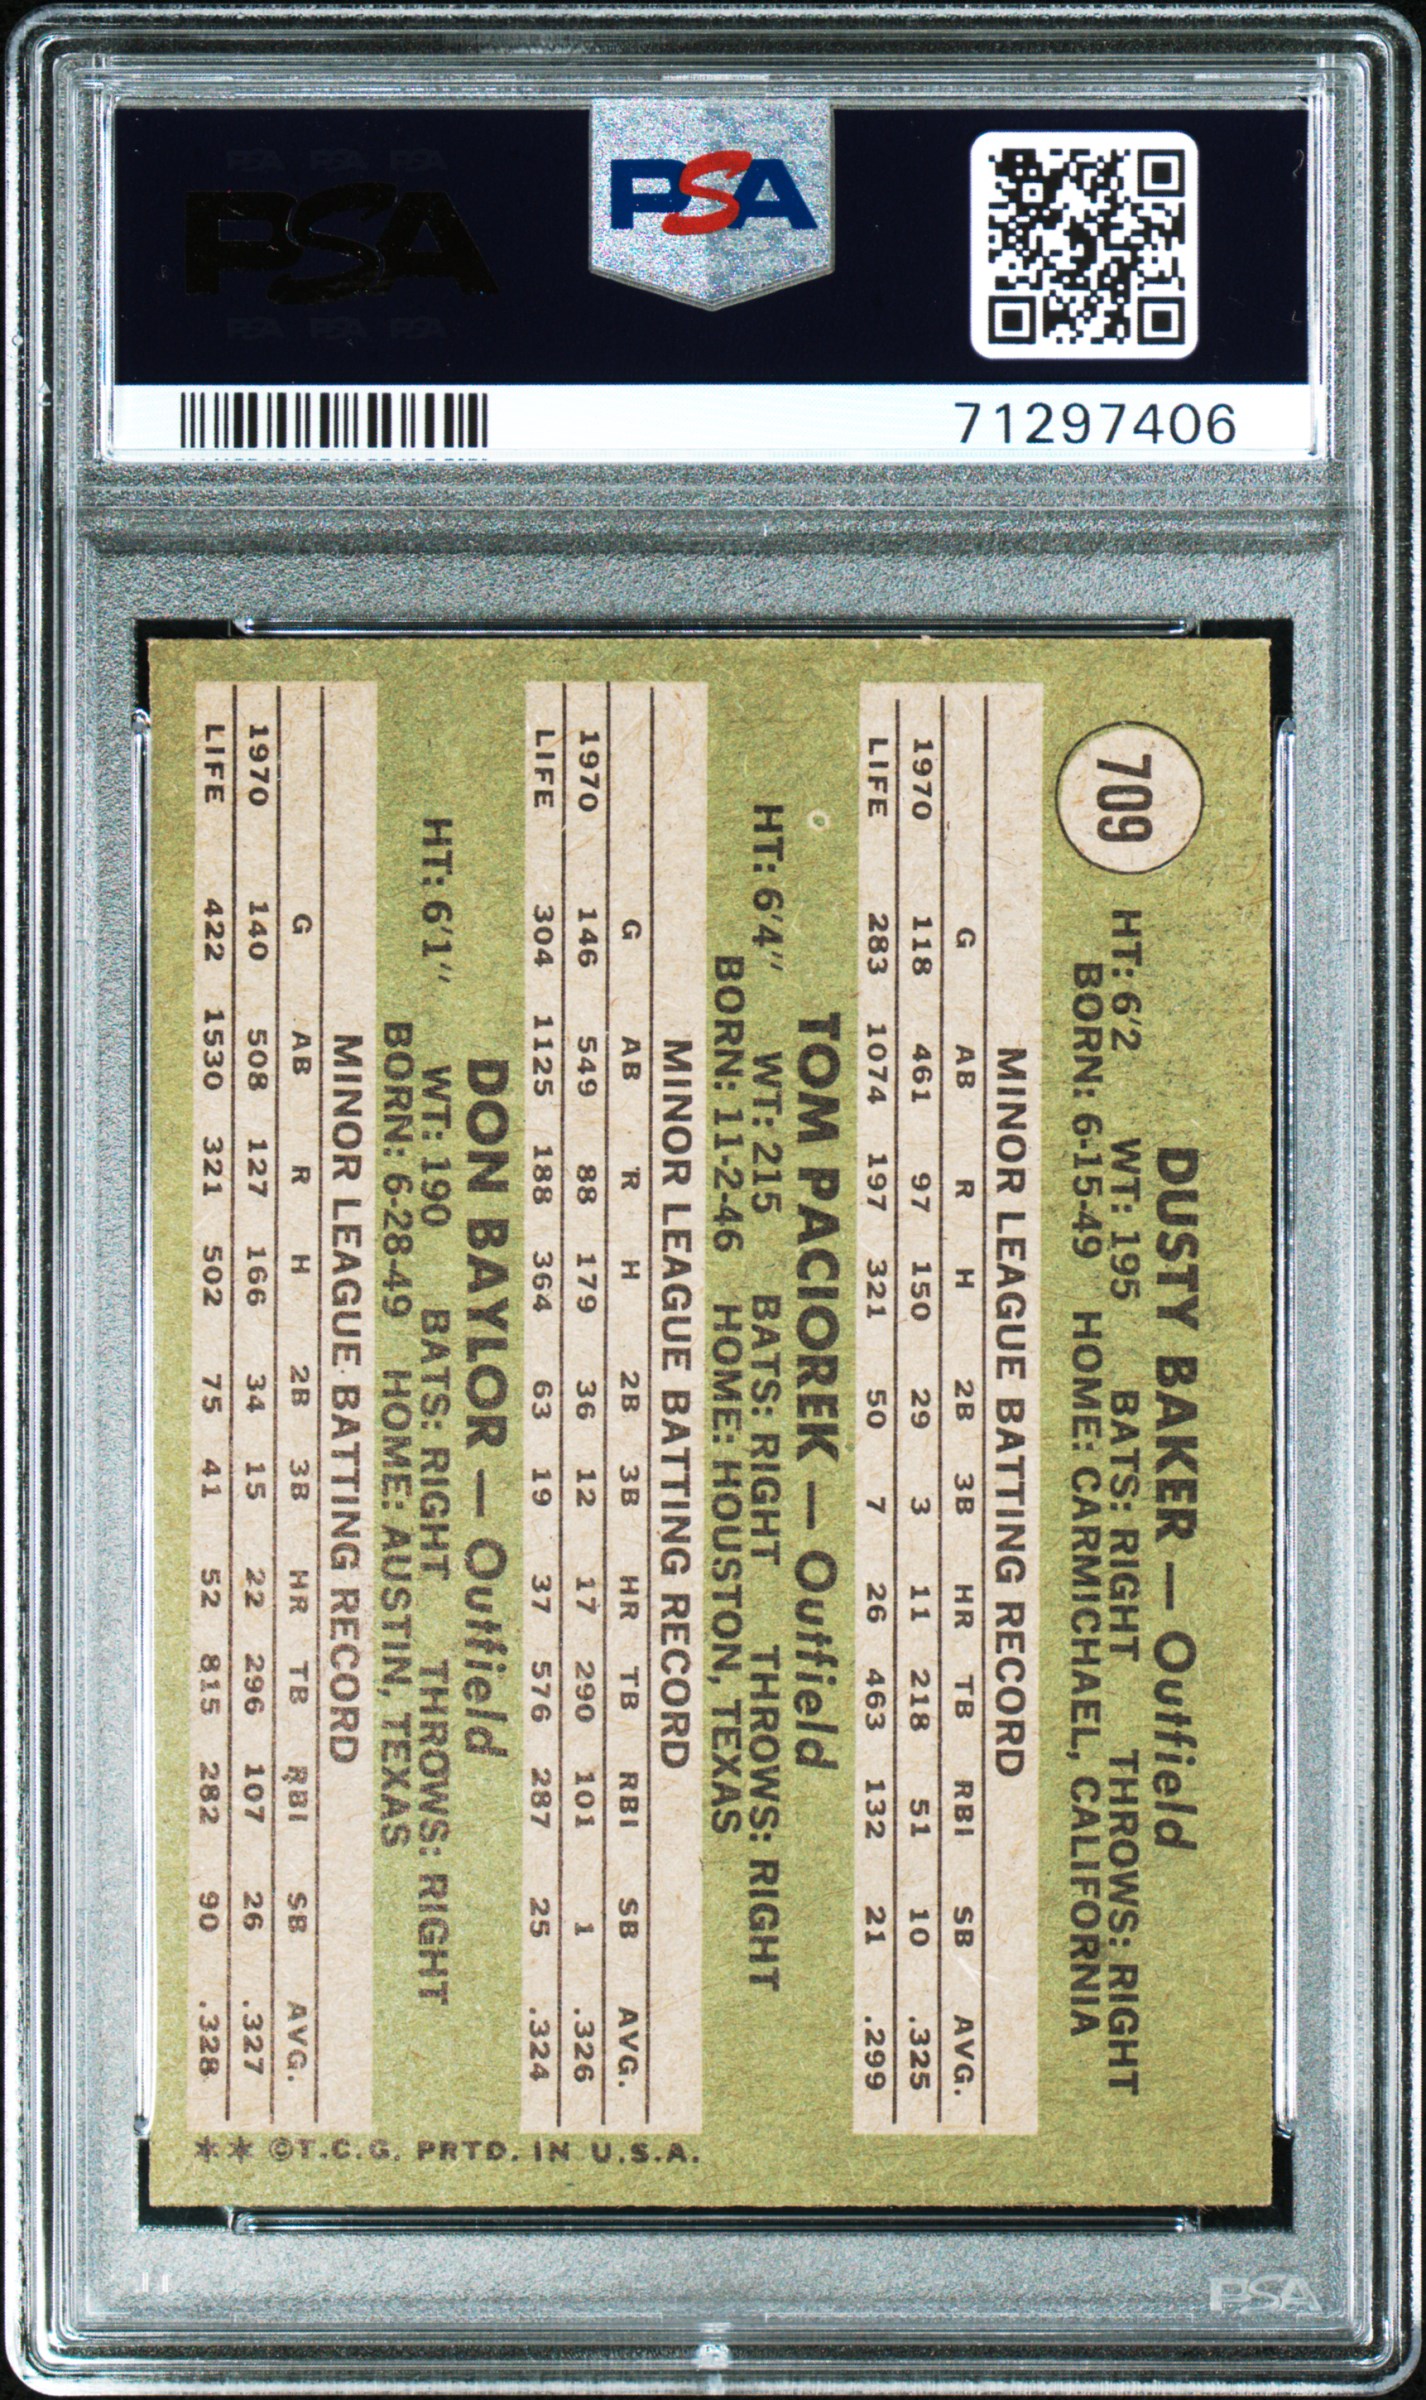 PSA PSA PSA
PSA
PSA PSA PSA
PSA
71297406
709
DUSTY BAKER — Outfield
HT: 6'2 WT: 195 BATS: RIGHT THROWS: RIGHT
BORN: 6-15-49 HOME: CARMICHAEL, CALIFORNIA
MINOR LEAGUE BATTING RECORD
G AB R H 2B 3B HR TB RBI SB AVG.
1970 118 461 97 150 29 3 11 218 51 10 .325
LIFE 283 1074 197 321 50 7 26 463 132 21 .299
TOM PACIOREK — Outfield
HT: 6'4" WT: 215 BATS: RIGHT THROWS: RIGHT
BORN: 11-2-46 HOME: HOUSTON, TEXAS
MINOR LEAGUE BATTING RECORD
G AB R H 2B 3B HR TB RBI SB AVG.
1970 146 549 88 179 36 12 17 290 101 1 .326
LIFE 304 1125 188 364 63 19 37 576 287 25 .324
DON BAYLOR — Outfield
HT: 6'1" WT: 190 BATS: RIGHT THROWS: RIGHT
BORN: 6-28-49 HOME: AUSTIN, TEXAS
MINOR LEAGUE BATTING RECORD
G AB R H 2B 3B HR TB RBI SB AVG.
1970 140 508 127 166 34 15 22 296 107 26 .327
LIFE 422 1530 321 502 75 41 52 815 282 90 .328
** ©T.C.G. PRTD. IN U.S.A.
PSA